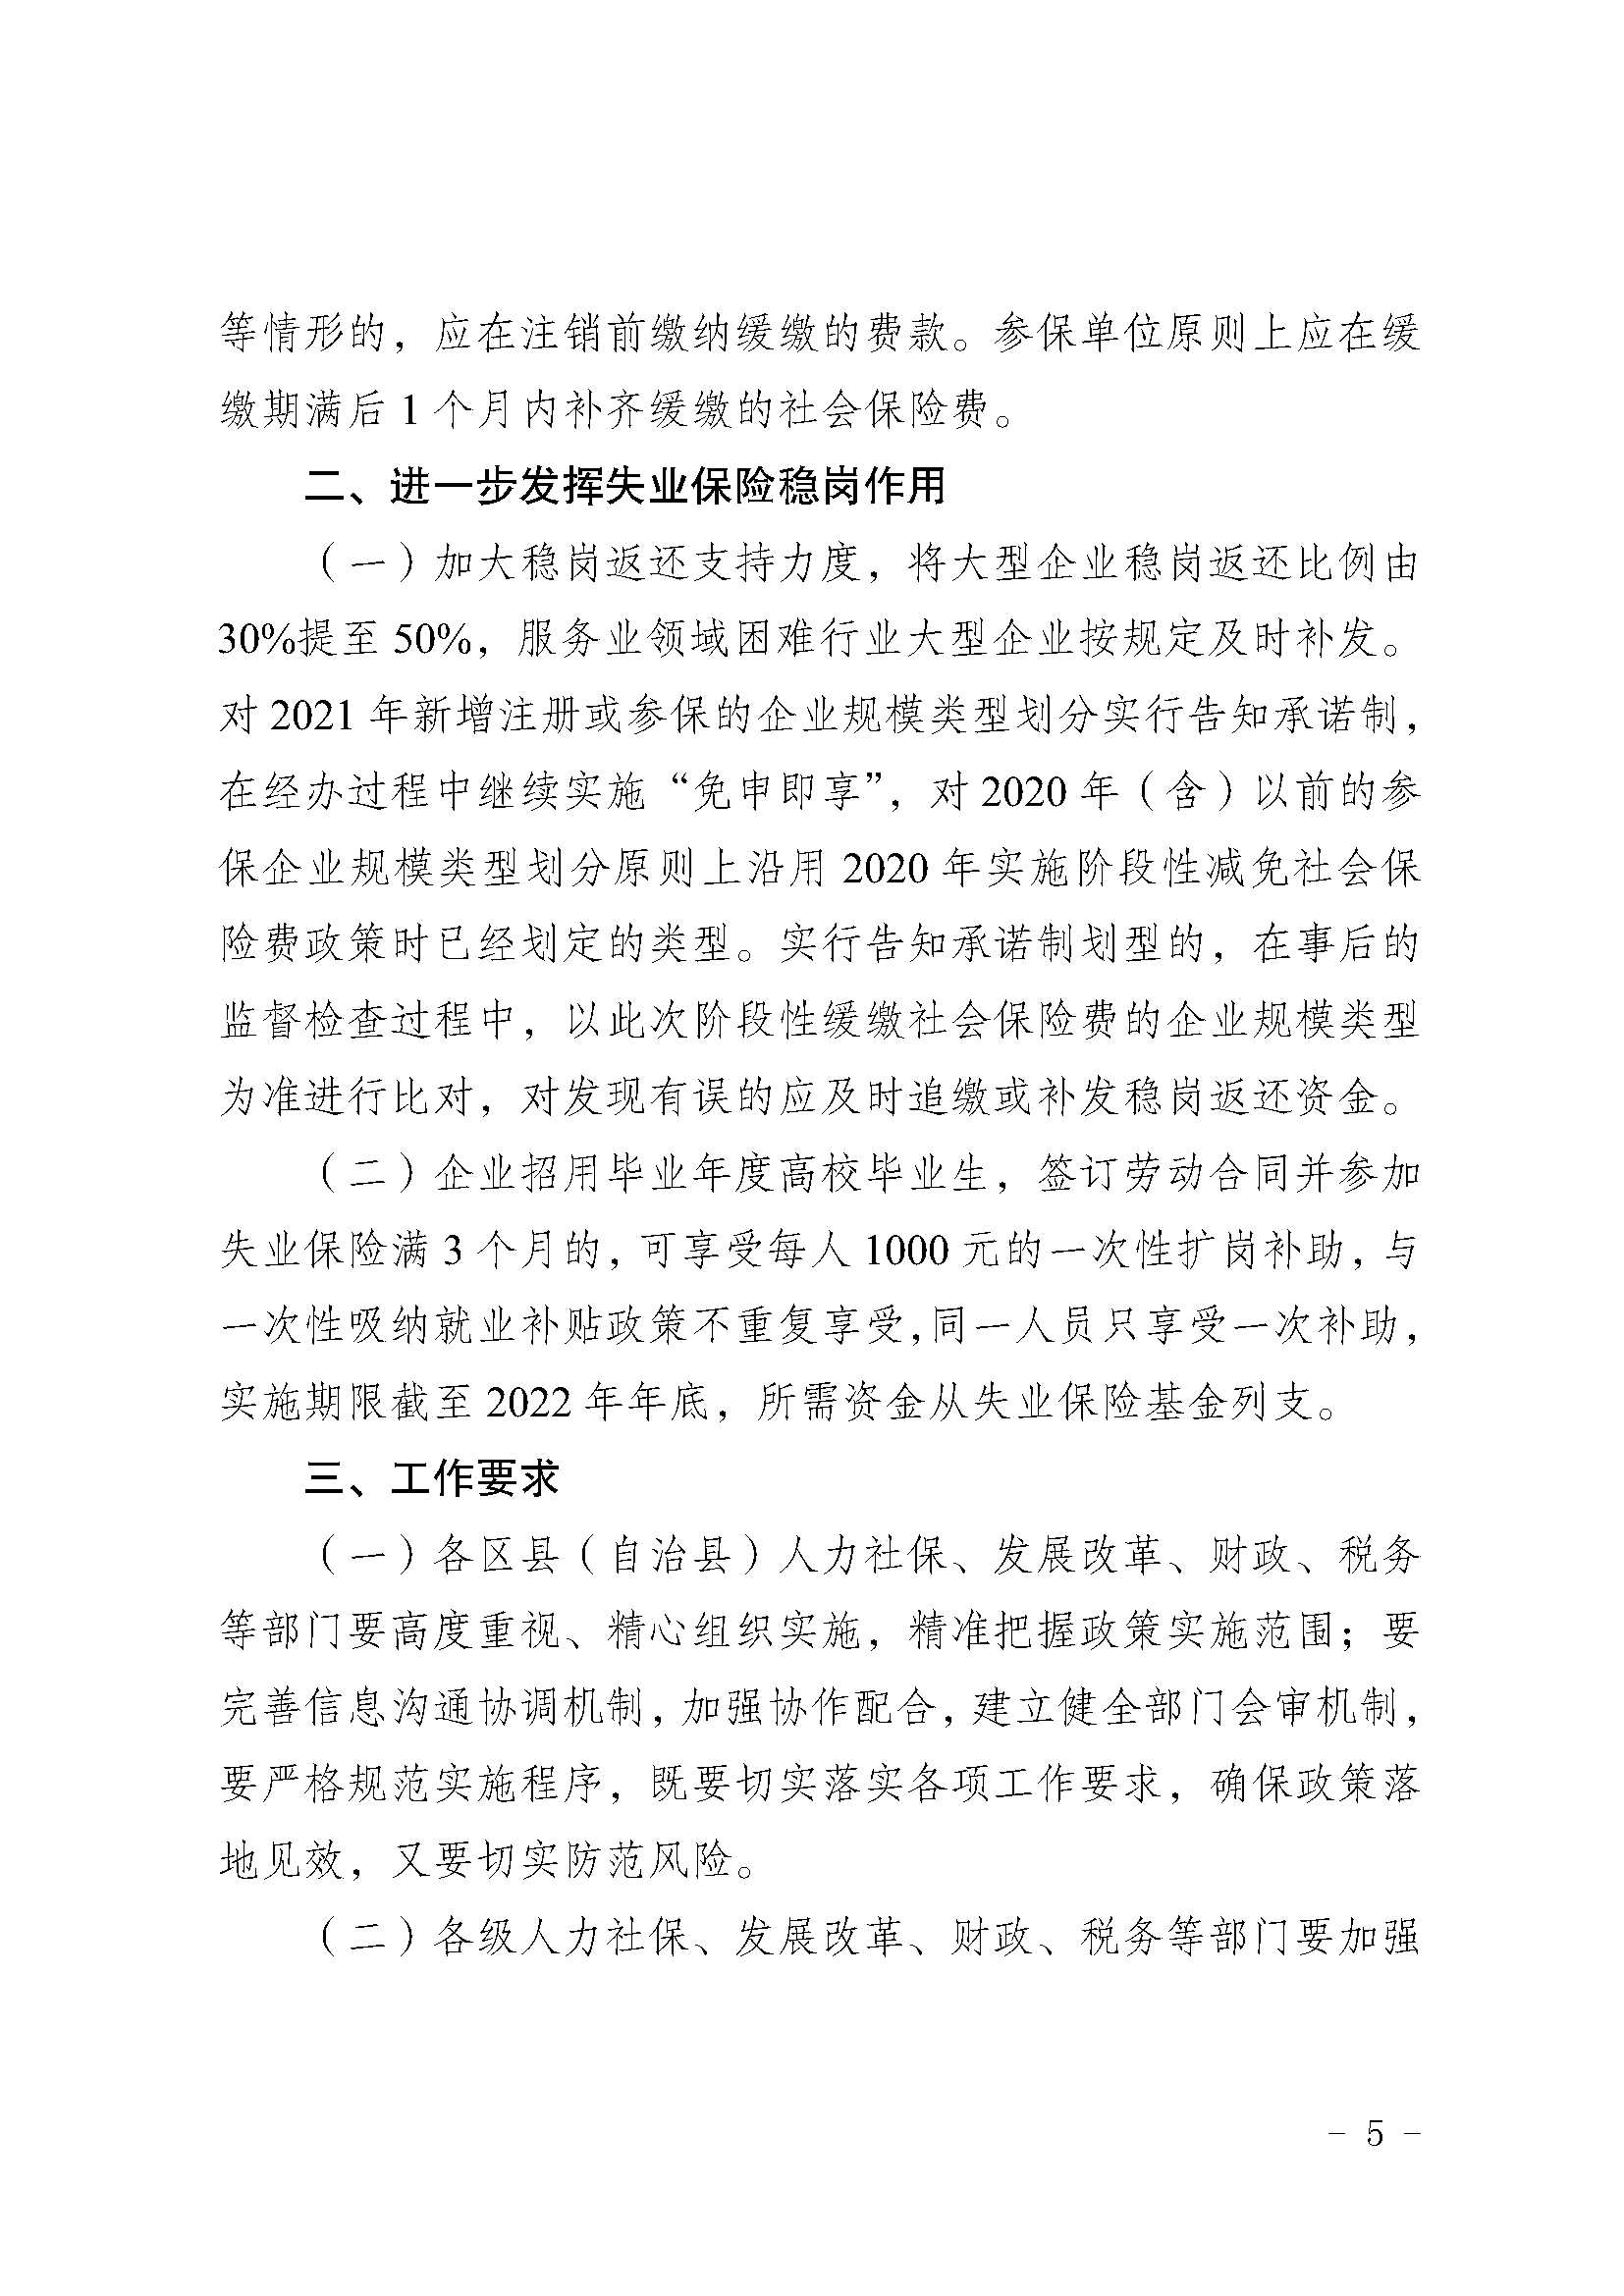 等情形的，应在注销前缴纳缓缴的费款。参保单位原则上应在缓
缴期满后 1 个月内补齐缓缴的社会保险费。
二、进一步发挥失业保险稳岗作用
（一）加大稳岗返还支持力度，将大型企业稳岗返还比例由
30%提至 50%，服务业领域困难行业大型企业按规定及时补发。
对 2021 年新增注册或参保的企业规模类型划分实行告知承诺制，
在经办过程中继续实施“免申即享”，对 2020 年（含）以前的参
保企业规模类型划分原则上沿用 2020 年实施阶段性减免社会保
险费政策时已经划定的类型。实行告知承诺制划型的，在事后的
监督检查过程中，以此次阶段性缓缴社会保险费的企业规模类型
为准进行比对，对发现有误的应及时追缴或补发稳岗返还资金。
（二）企业招用毕业年度高校毕业生，签订劳动合同并参加
失业保险满 3 个月的，可享受每人 1000 元的一次性扩岗补助，与
一次性吸纳就业补贴政策不重复享受，同一人员只享受一次补助，
实施期限截至 2022 年年底，所需资金从失业保险基金列支。
三、工作要求
（一）各区县（自治县）人力社保、发展改革、财政、税务
等部门要高度重视、精心组织实施，精准把握政策实施范围；要
完善信息沟通协调机制，加强协作配合，建立健全部门会审机制，
要严格规范实施程序，既要切实落实各项工作要求，确保政策落
地见效，又要切实防范风险。
（二）各级人力社保、发展改革、财政、税务等部门要加强
- 5 -